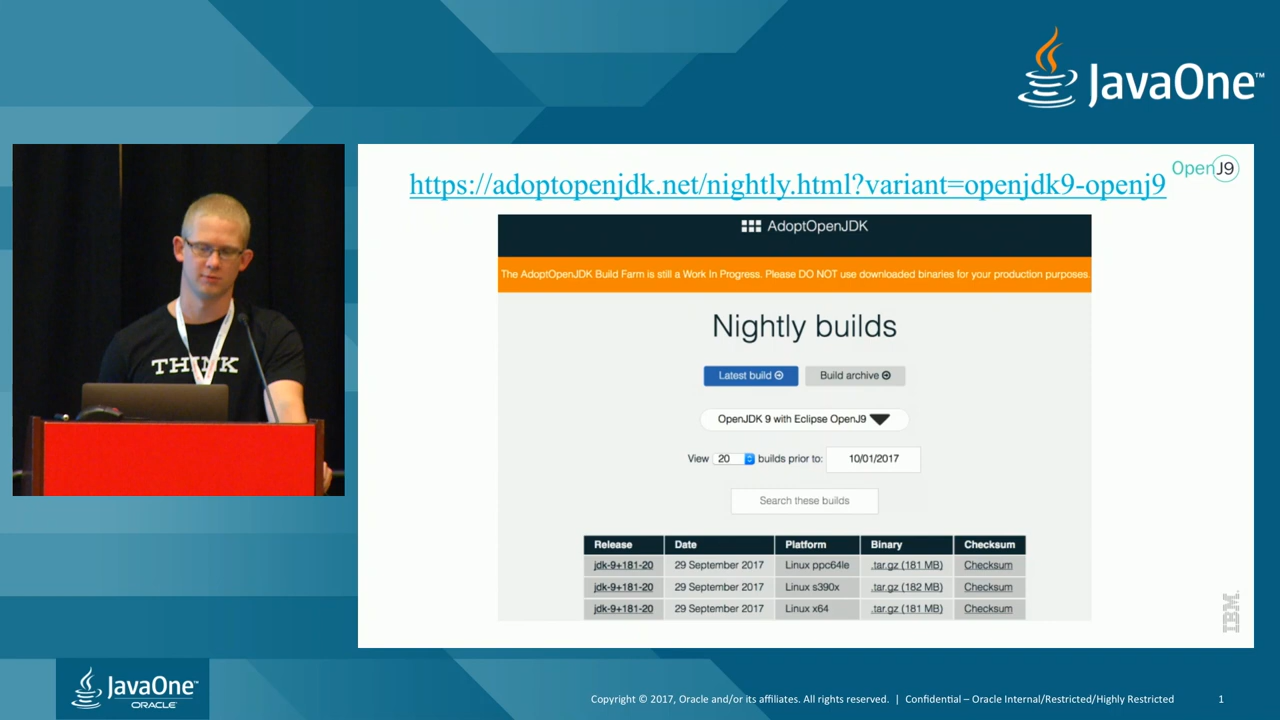 JavaOne™
https://adoptopenjdk.net/nightly.html?variant=openjdk9-openj9
OpenJ9
AdoptOpenJDK
The AdoptOpenJDK Build Farm is still a Work In Progress. Please DO NOT use downloaded binaries for your production purposes.
Nightly builds
Latest build Build archive
OpenJDK 9 with Eclipse OpenJ9
View 20 builds prior to: 10/01/2017
Search these builds
Release Date Platform Binary Checksum
jdk-9+181-20 29 September 2017 Linux ppc64le .tar.gz (181 MB) Checksum
jdk-9+181-20 29 September 2017 Linux s390x .tar.gz (182 MB) Checksum
jdk-9+181-20 29 September 2017 Linux x64 .tar.gz (181 MB) Checksum
THINK
IBM
JavaOne™
ORACLE
Copyright © 2017, Oracle and/or its affiliates. All rights reserved. | Confidential – Oracle Internal/Restricted/Highly Restricted 1